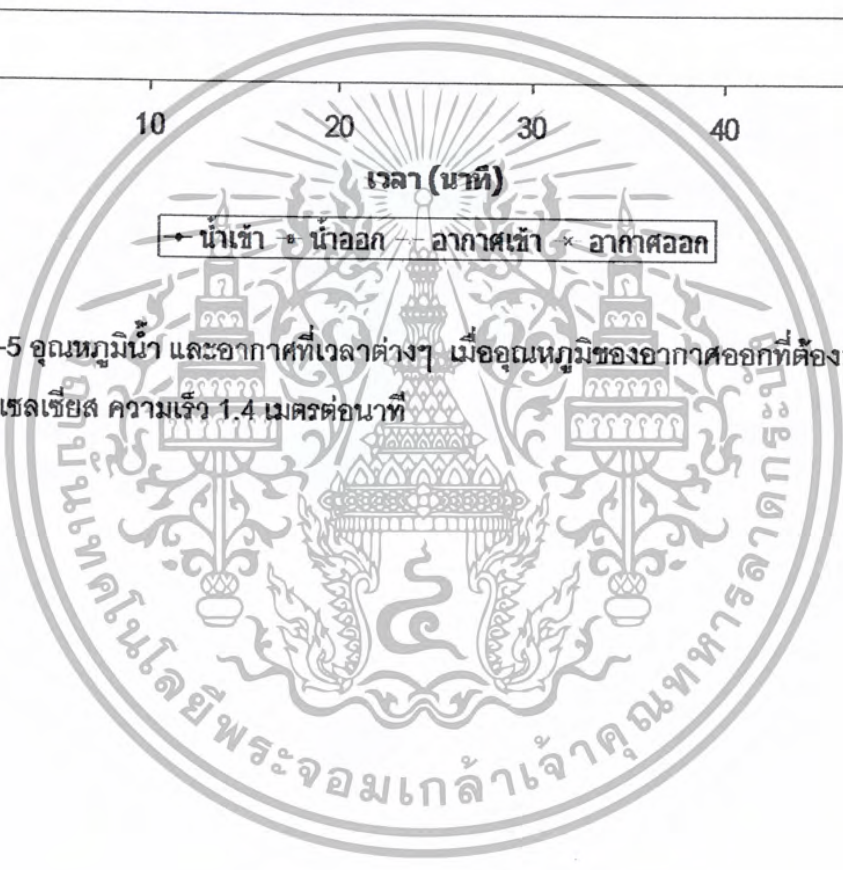 10 20 30 40
เวลา (นาที)
น้ำเข้า น้ำออก อากาศเข้า อากาศออก
-5 อุณหภูมิน้ำ และอากาศที่เวลาต่างๆ เมื่ออุณหภูมิของอากาศออกที่ต้อง
เซลเซียส ความเร็ว 1.4 เมตรต่อนาที
สถาบันเทคโนโลยีพระจอมเกล้าเจ้าคุณทหารลาดกระบัง